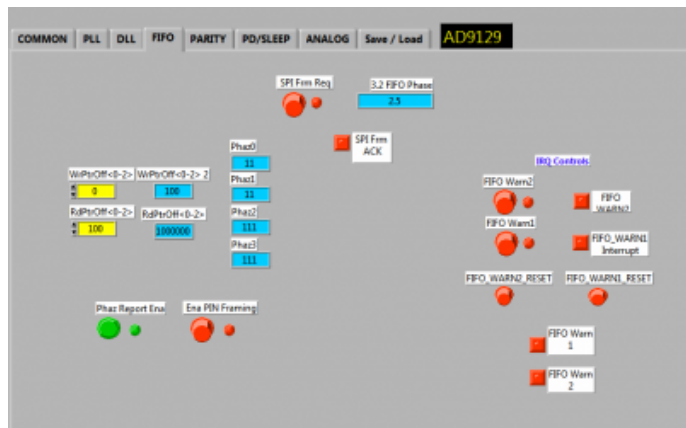 COMMON PLL DLL FIFO PARITY PD/SLEEP ANALOG Save / Load AD9129
SPI Frm Req
3.2 FIFO Phase
2.5
SPI Frm
ACK
Phaz0
11
Phaz1
11
Phaz2
111
Phaz3
111
WrPtrOff<0-2> WrPtrOff<0-2> 2
0 100
RdPtrOff<0-2> RdPtrOff<0-2>
100 1000000
Phaz Report Ena Ena PIN Framing
IRQ Controls
FIFO Warn2
FIFO
WARN2
FIFO Warn1
FIFO_WARN1
Interrupt
FIFO_WARN2_RESET FIFO_WARN1_RESET
FIFO Warn
1
FIFO Warn
2